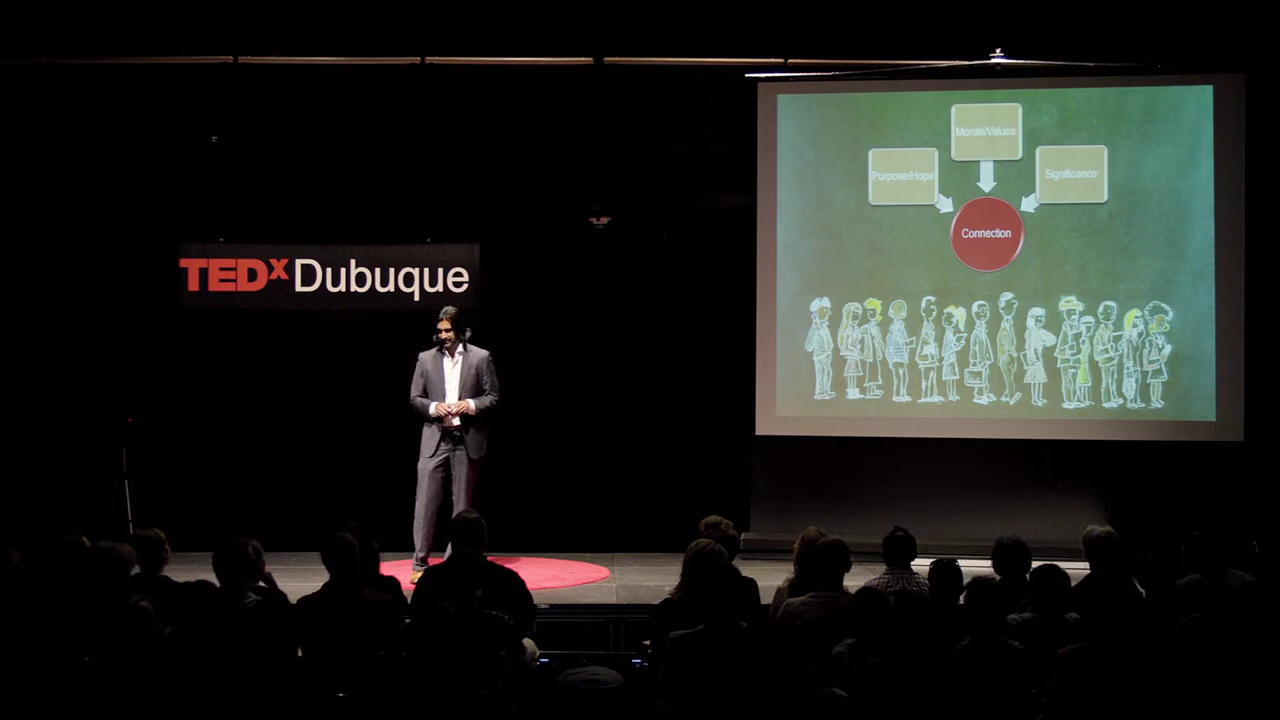 TEDx Dubuque
Morals/Values
Purpose/Hope
Significance
Connection